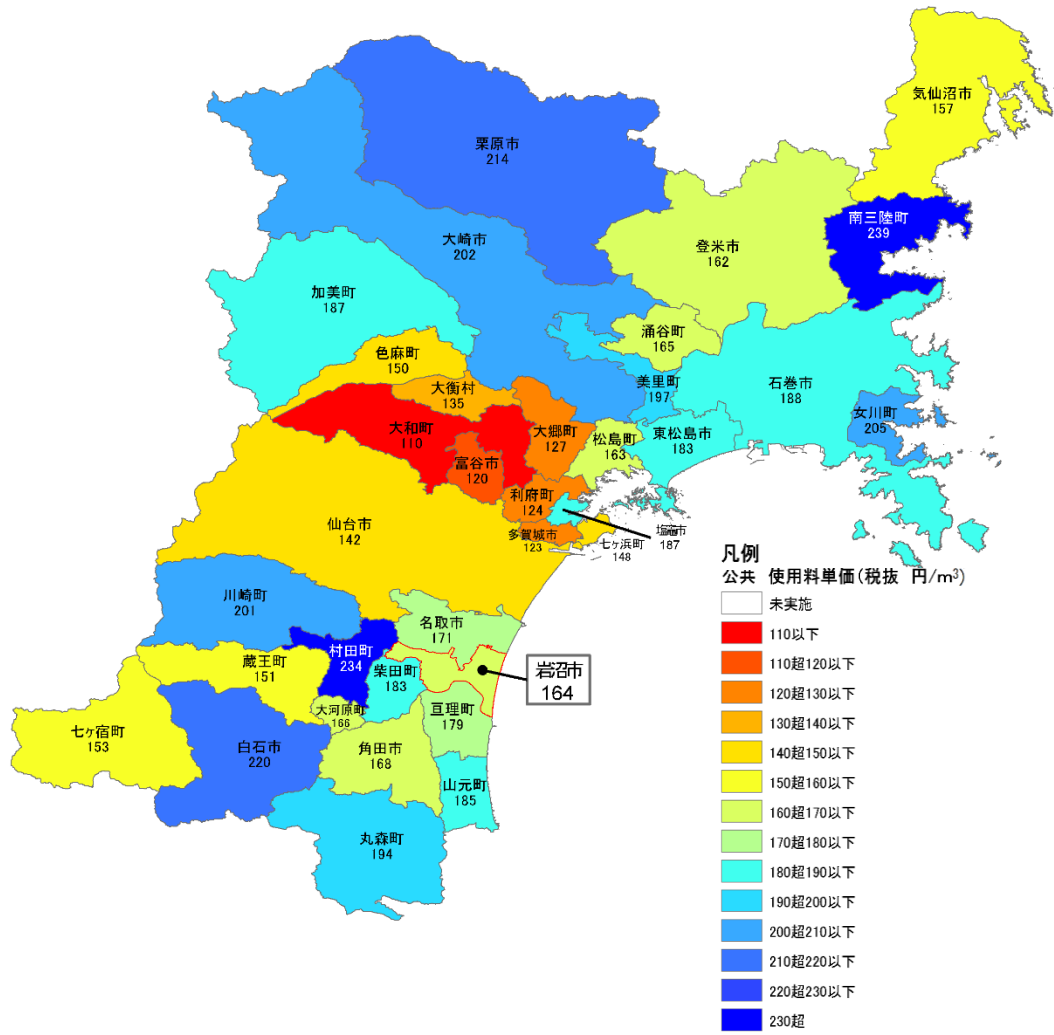 気仙沼市
157
栗原市
214
南三陸町
239
大崎市
202
登米市
162
加美町
187
涌谷町
165
色麻町
150
美里町
197
石巻市
188
大衡村
135
女川町
205
大和町
110
大郷町
127
松島町
163
東松島市
183
富谷市
120
利府町
124
仙台市
142
多賀城市
123
七ヶ浜町
148
塩竈市
187
凡例
公共 使用料単価(税抜 円/m³)
未実施
110以下
110超120以下
120超130以下
130超140以下
140超150以下
150超160以下
160超170以下
170超180以下
180超190以下
190超200以下
200超210以下
210超220以下
220超230以下
230超
川崎町
201
名取市
171
村田町
234
蔵王町
151
柴田町
183
岩沼市
164
大河原町
166
亘理町
179
七ヶ宿町
153
白石市
220
角田市
168
山元町
185
丸森町
194